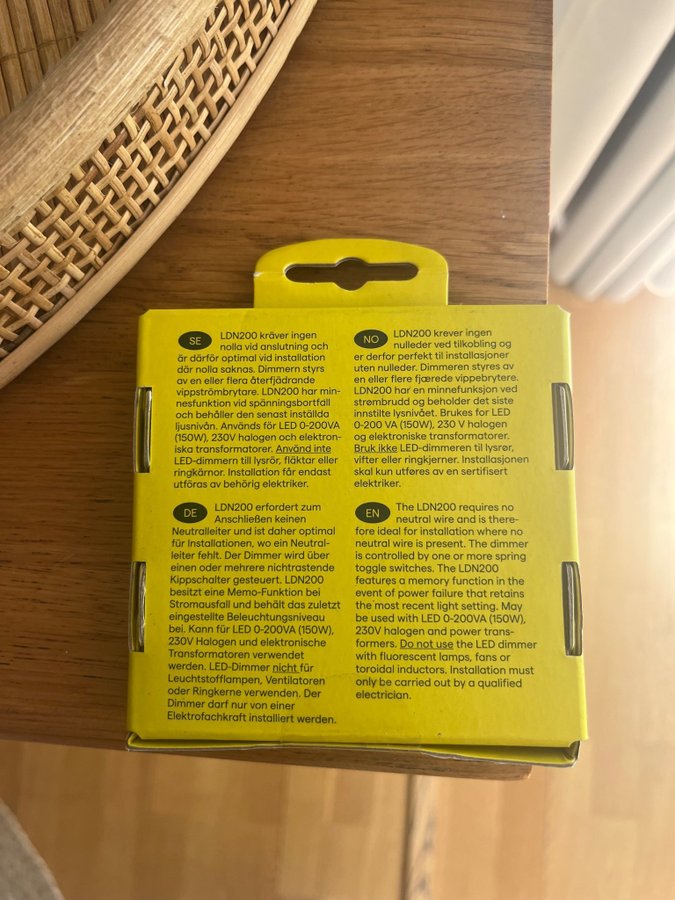 SE
LDN200 kräver ingen
nolla vid anslutning och
är därför optimal vid installation
där nolla saknas. Dimmern styrs
av en eller flera återfjädrande
vippströmbrytare. LDN200 har min-
nesfunktion vid spänningsbortfall
och behåller den senast inställda
ljusnivån. Används för LED 0-200VA
(150W), 230V halogen och elektron-
iska transformatorer. Använd inte
LED-dimmern till lysrör, fläktar eller
ringkärnor. Installation får endast
utföras av behörig elektriker.
NO
LDN200 krever ingen
nulleder ved tilkobling og
er derfor perfekt til installasjoner
uten nulleder. Dimmeren styres av
en eller flere fjærede vippebrytere.
LDN200 har en minnefunksjon ved
strømbrudd og beholder det siste
innstilte lysnivået. Brukes for LED
0-200 VA (150W), 230 V halogen
og elektroniske transformatorer.
Bruk ikke LED-dimmeren til lysrør,
vifter eller ringkjerner. Installasjonen
skal kun utføres av en sertifisert
elektriker.
DE
LDN200 erfordert zum
Anschließen keinen
Neutralleiter und ist daher optimal
für Installationen, wo ein Neutral-
leiter fehlt. Der Dimmer wird über
einen oder mehrere nichtrastende
Kippschalter gesteuert. LDN200
besitzt eine Memo-Funktion bei
Stromausfall und behält das zuletzt
eingestellte Beleuchtungsniveau
bei. Kann für LED 0-200VA (150W),
230V Halogen und elektronische
Transformatoren verwendet
werden. LED-Dimmer nicht für
Leuchtstofflampen, Ventilatoren
oder Ringkerne verwenden. Der
Dimmer darf nur von einer
Elektrofachkraft installiert werden.
EN
The LDN200 requires no
neutral wire and is there-
fore ideal for installation where no
neutral wire is present. The dimmer
is controlled by one or more spring
toggle switches. The LDN200
features a memory function in the
event of power failure that retains
the most recent light setting. May
be used with LED 0-200VA (150W),
230V halogen and power trans-
formers. Do not use the LED dimmer
with fluorescent lamps, fans or
toroidal inductors. Installation must
only be carried out by a qualified
electrician.